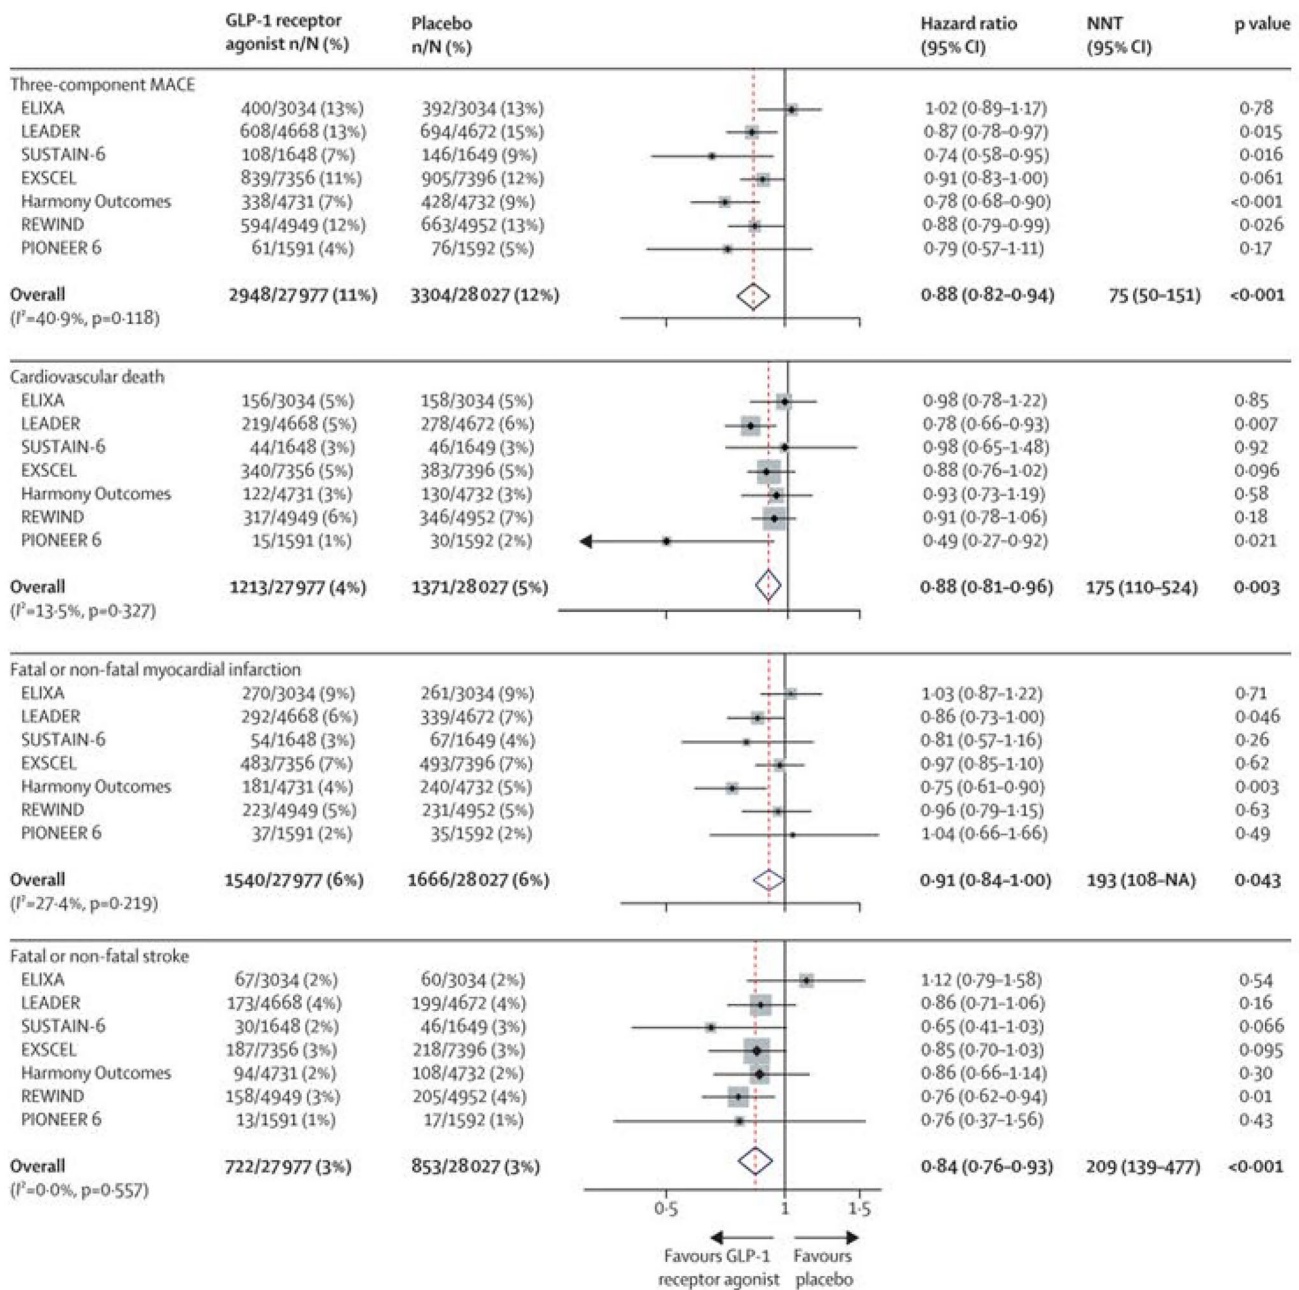 GLP-1 receptor agonist n/N (%) Placebo n/N (%) Hazard ratio (95% CI) NNT (95% CI) p value
Three-component MACE
ELIXA 400/3034 (13%) 392/3034 (13%) 1·02 (0·89–1·17) 0·78
LEADER 608/4668 (13%) 694/4672 (15%) 0·87 (0·78–0·97) 0·015
SUSTAIN-6 108/1648 (7%) 146/1649 (9%) 0·74 (0·58–0·95) 0·016
EXSCEL 839/7356 (11%) 905/7396 (12%) 0·91 (0·83–1·00) 0·061
Harmony Outcomes 338/4731 (7%) 428/4732 (9%) 0·78 (0·68–0·90) <0·001
REWIND 594/4949 (12%) 663/4952 (13%) 0·88 (0·79–0·99) 0·026
PIONEER 6 61/1591 (4%) 76/1592 (5%) 0·79 (0·57–1·11) 0·17
Overall 2948/27 977 (11%) 3304/28 027 (12%) 0·88 (0·82–0·94) 75 (50–151) <0·001
(I²=40·9%, p=0·118)
Cardiovascular death
ELIXA 156/3034 (5%) 158/3034 (5%) 0·98 (0·78–1·22) 0·85
LEADER 219/4668 (5%) 278/4672 (6%) 0·78 (0·66–0·93) 0·007
SUSTAIN-6 44/1648 (3%) 46/1649 (3%) 0·98 (0·65–1·48) 0·92
EXSCEL 340/7356 (5%) 383/7396 (5%) 0·88 (0·76–1·02) 0·096
Harmony Outcomes 122/4731 (3%) 130/4732 (3%) 0·93 (0·73–1·19) 0·58
REWIND 317/4949 (6%) 346/4952 (7%) 0·91 (0·78–1·06) 0·18
PIONEER 6 15/1591 (1%) 30/1592 (2%) 0·49 (0·27–0·92) 0·021
Overall 1213/27 977 (4%) 1371/28 027 (5%) 0·88 (0·81–0·96) 175 (110–524) 0·003
(I²=13·5%, p=0·327)
Fatal or non-fatal myocardial infarction
ELIXA 270/3034 (9%) 261/3034 (9%) 1·03 (0·87–1·22) 0·71
LEADER 292/4668 (6%) 339/4672 (7%) 0·86 (0·73–1·00) 0·046
SUSTAIN-6 54/1648 (3%) 67/1649 (4%) 0·81 (0·57–1·16) 0·26
EXSCEL 483/7356 (7%) 493/7396 (7%) 0·97 (0·85–1·10) 0·62
Harmony Outcomes 181/4731 (4%) 240/4732 (5%) 0·75 (0·61–0·90) 0·003
REWIND 223/4949 (5%) 231/4952 (5%) 0·96 (0·79–1·15) 0·63
PIONEER 6 37/1591 (2%) 35/1592 (2%) 1·04 (0·66–1·66) 0·49
Overall 1540/27 977 (6%) 1666/28 027 (6%) 0·91 (0·84–1·00) 193 (108–NA) 0·043
(I²=27·4%, p=0·219)
Fatal or non-fatal stroke
ELIXA 67/3034 (2%) 60/3034 (2%) 1·12 (0·79–1·58) 0·54
LEADER 173/4668 (4%) 199/4672 (4%) 0·86 (0·71–1·06) 0·16
SUSTAIN-6 30/1648 (2%) 46/1649 (3%) 0·65 (0·41–1·03) 0·066
EXSCEL 187/7356 (3%) 218/7396 (3%) 0·85 (0·70–1·03) 0·095
Harmony Outcomes 94/4731 (2%) 108/4732 (2%) 0·86 (0·66–1·14) 0·30
REWIND 158/4949 (3%) 205/4952 (4%) 0·76 (0·62–0·94) 0·01
PIONEER 6 13/1591 (1%) 17/1592 (1%) 0·76 (0·37–1·56) 0·43
Overall 722/27 977 (3%) 853/28 027 (3%) 0·84 (0·76–0·93) 209 (139–477) <0·001
(I²=0·0%, p=0·557)
0·5 1 1·5
Favours GLP-1 receptor agonist Favours placebo